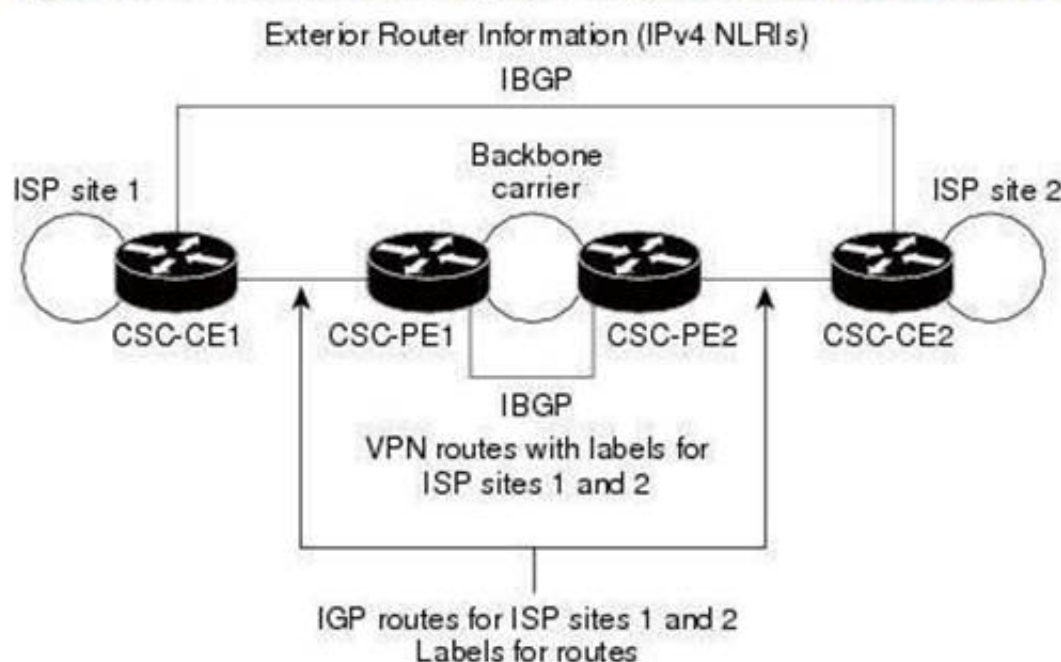 Exterior Router Information (IPv4 NLRIs)
IBGP
Backbone
carrier
ISP site 1
ISP site 2
CSC-CE1
CSC-PE1
CSC-PE2
CSC-CE2
IBGP
VPN routes with labels for
ISP sites 1 and 2
IGP routes for ISP sites 1 and 2
Labels for routes